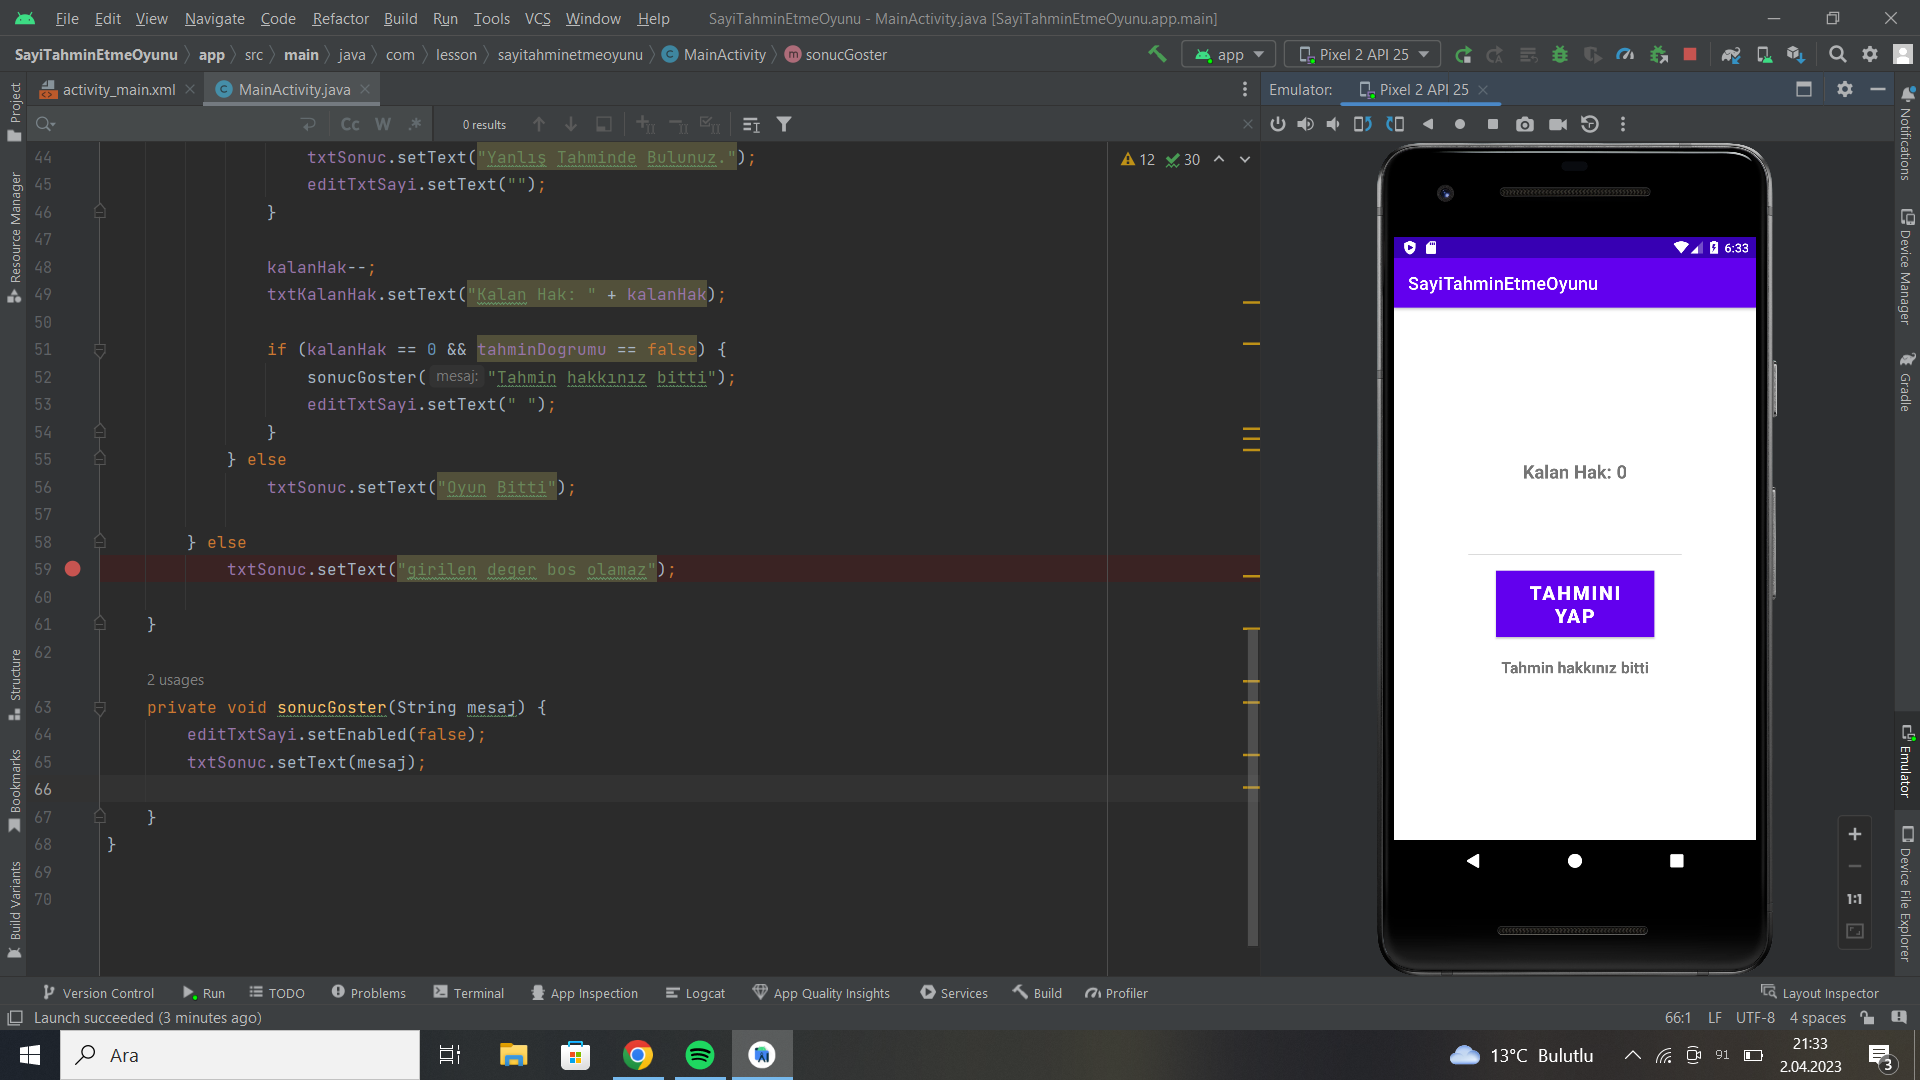 File Edit View Navigate Code Refactor Build Run Tools VCS Window Help SayiTahminEtmeOyunu - MainActivity.java [SayiTahminEtmeOyunu.app.main]
SayiTahminEtmeOyunu app src main java com lesson sayitahminetmeoyunu MainActivity sonucGoster app Pixel 2 API 25
Project
Resource Manager
Structure
Bookmarks
Build Variants
activity_main.xml MainActivity.java
Cc W .* 0 results
12 30
44 txtSonuc.setText("Yanlış Tahminde Bulunuz.");
45 editTxtSayi.setText("");
46 }
47
48 kalanHak--;
49 txtKalanHak.setText("Kalan Hak: " + kalanHak);
50
51 if (kalanHak == 0 && tahminDogrumu == false) {
52 sonucGoster( mesaj: "Tahmin hakkınız bitti");
53 editTxtSayi.setText(" ");
54 }
55 } else
56 txtSonuc.setText("Oyun Bitti");
57
58 } else
59 txtSonuc.setText("girilen deger bos olamaz");
60
61 }
62
2 usages
63 private void sonucGoster(String mesaj) {
64 editTxtSayi.setEnabled(false);
65 txtSonuc.setText(mesaj);
66
67 }
68 }
69
70
Emulator: Pixel 2 API 25
6:33
SayiTahminEtmeOyunu
Kalan Hak: 0
TAHMINI
YAP
Tahmin hakkınız bitti
1:1
Notifications
Device Manager
Gradle
Emulator
Device File Explorer
Version Control Run TODO Problems Terminal App Inspection Logcat App Quality Insights Services Build Profiler Layout Inspector
Launch succeeded (3 minutes ago) 66:1 LF UTF-8 4 spaces
Ara 13°C Bulutlu 91 21:33
2.04.2023
3